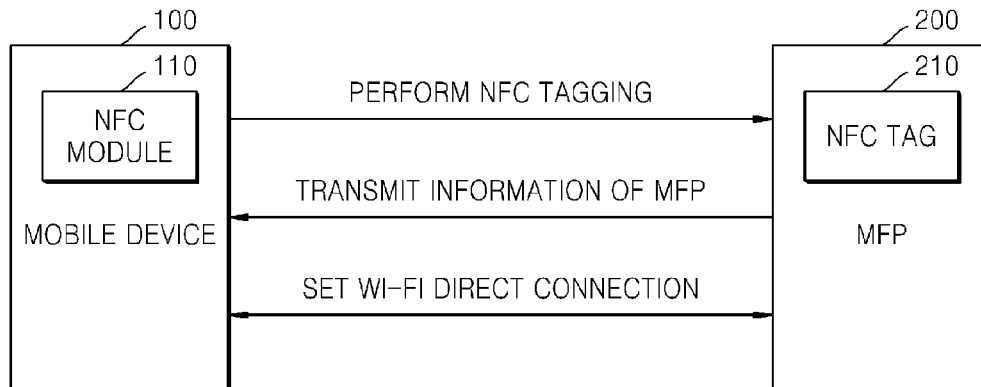 100
200
110
210
PERFORM NFC TAGGING
NFC
MODULE
NFC TAG
TRANSMIT INFORMATION OF MFP
MOBILE DEVICE
MFP
SET WI-FI DIRECT CONNECTION